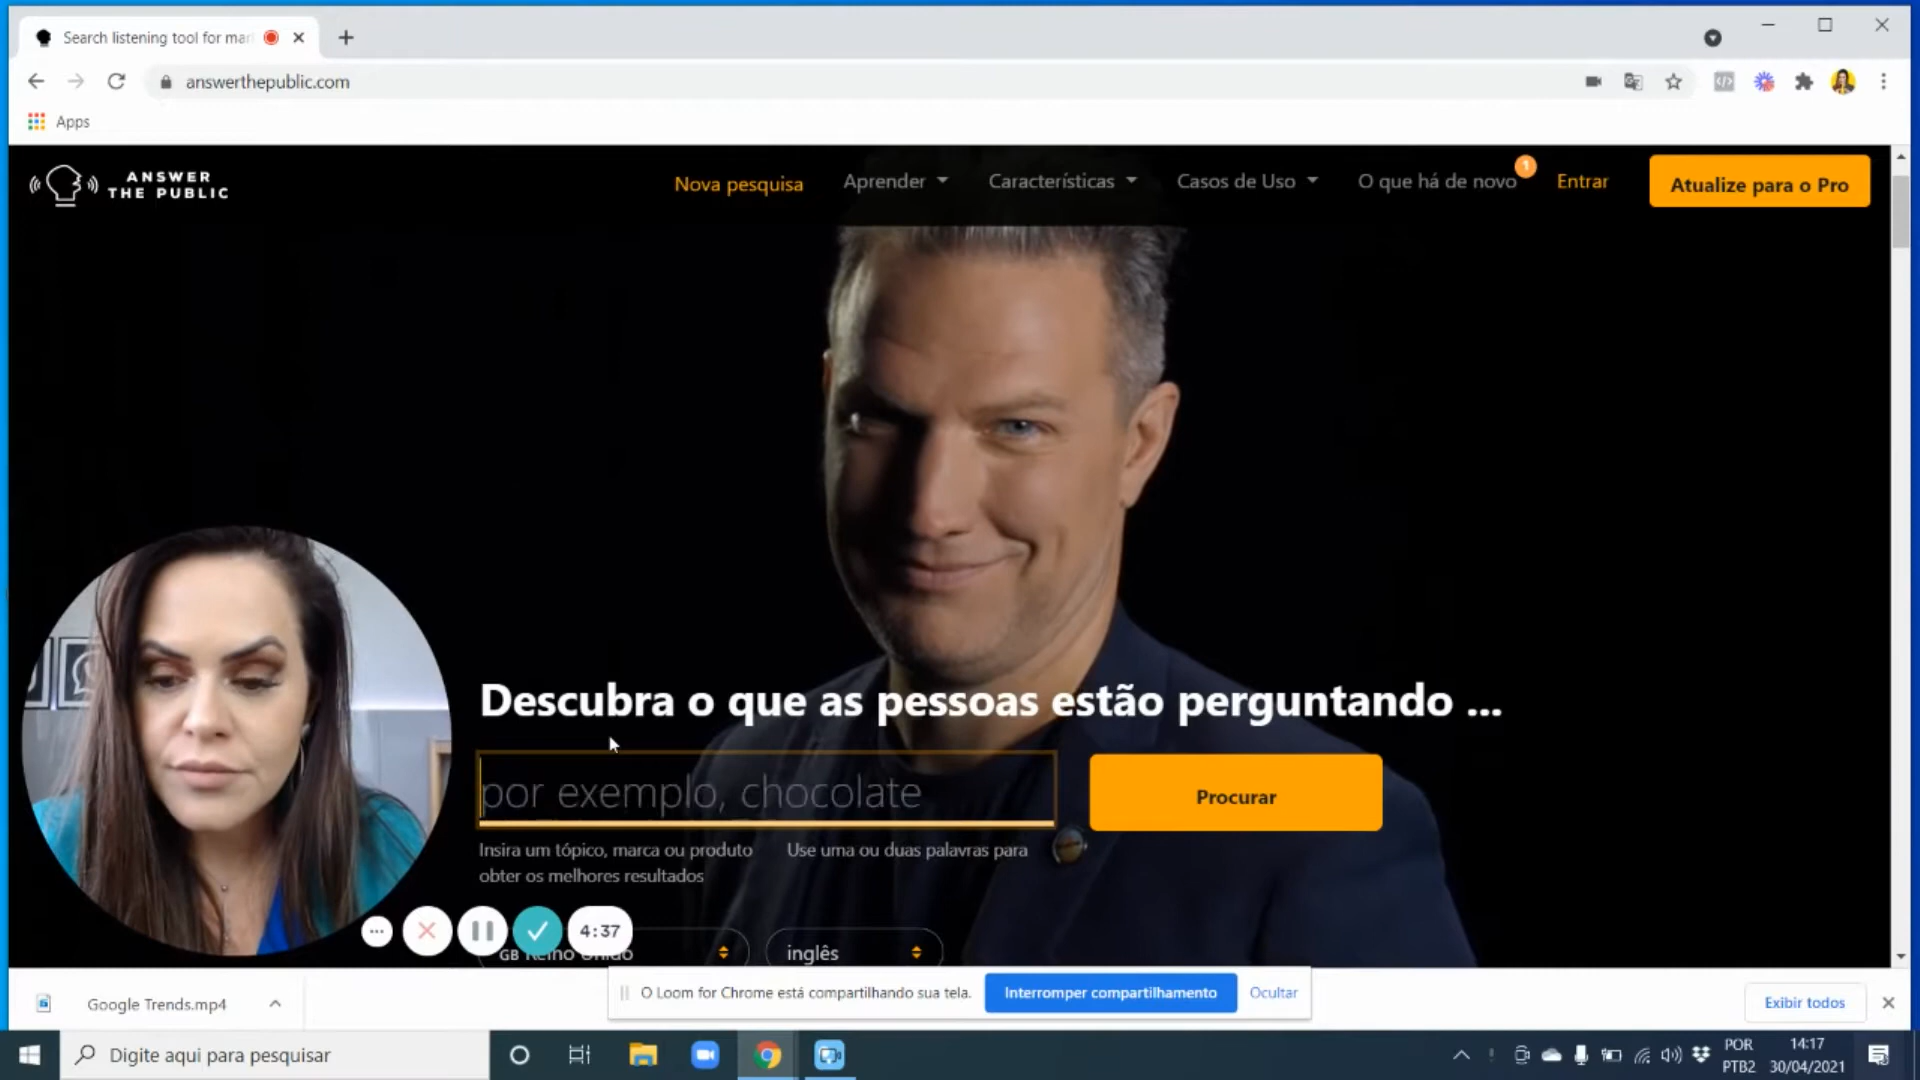 Search listening tool for mar
answerthepublic.com
Apps
ANSWER
THE PUBLIC
Nova pesquisa
Aprender
Características
Casos de Uso
O que há de novo
1
Entrar
Atualize para o Pro
Descubra o que as pessoas estão perguntando ...
por exemplo, chocolate
Procurar
Insira um tópico, marca ou produto
Use uma ou duas palavras para
obter os melhores resultados
4:37
GB Reino Unido
inglês
O Loom for Chrome está compartilhando sua tela.
Interromper compartilhamento
Ocultar
Google Trends.mp4
Exibir todos
Digite aqui para pesquisar
POR
PTB2
14:17
30/04/2021